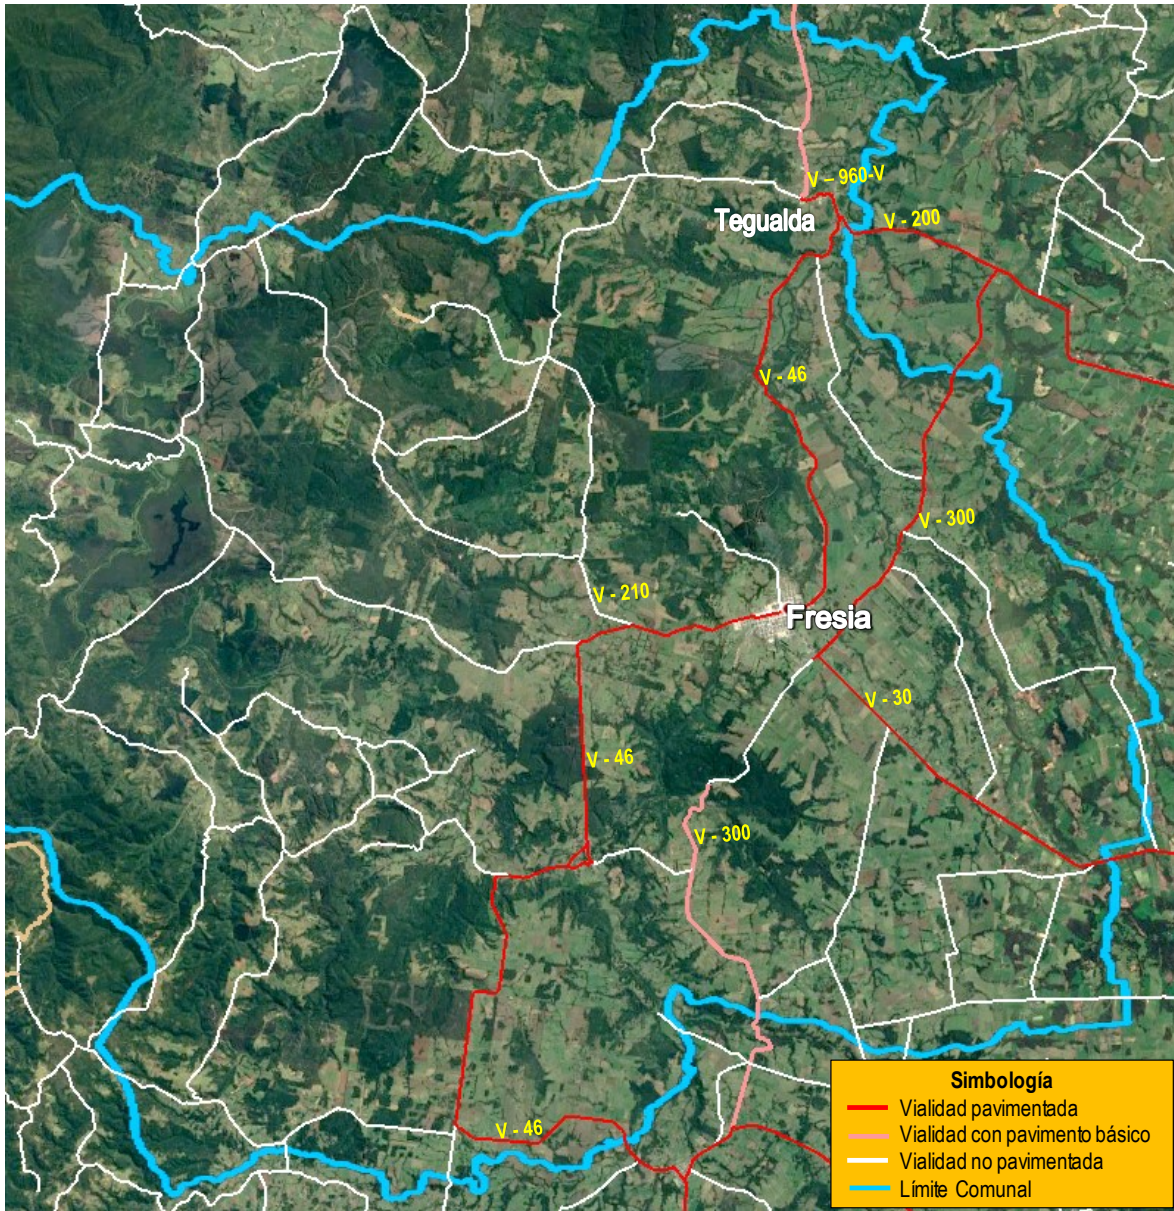 V – 960-V
Tegualda
V - 200
V - 46
V - 300
V - 210
Fresia
V - 30
V - 46
V - 300
V - 46
Simbología
Vialidad pavimentada
Vialidad con pavimento básico
Vialidad no pavimentada
Límite Comunal